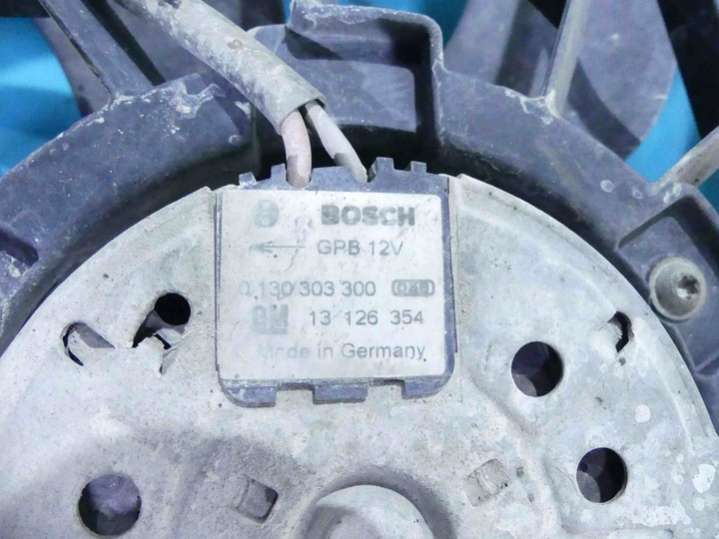 BOSCH
GPB 12V
0 130 303 300
GM 13 126 354
Made in Germany